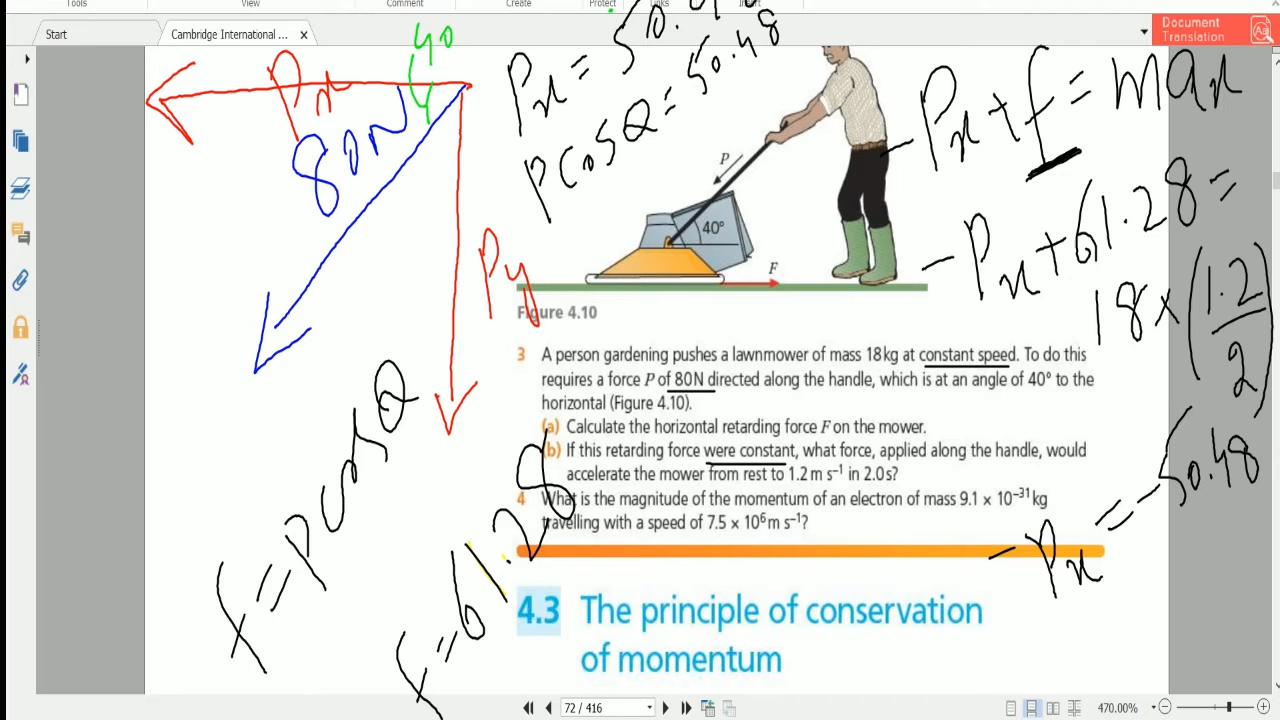 Tools View Comment Create Protect Links Insert
Start
Cambridge International ...
Document
Translation
Px
40
80N
Py
Px = 50.
Pcosθ = 50.48
P
40°
F
-Px + f = max
-Px + 61.28 =
18 × (1.2/2)
-Px = -50.48
f = Pcosθ
f = 61.28
Figure 4.10
3 A person gardening pushes a lawnmower of mass 18 kg at constant speed. To do this
requires a force P of 80N directed along the handle, which is at an angle of 40° to the
horizontal (Figure 4.10).
(a) Calculate the horizontal retarding force F on the mower.
(b) If this retarding force were constant, what force, applied along the handle, would
accelerate the mower from rest to 1.2 m s⁻¹ in 2.0 s?
4 What is the magnitude of the momentum of an electron of mass 9.1 × 10⁻³¹ kg
travelling with a speed of 7.5 × 10⁶ m s⁻¹?
4.3 The principle of conservation
of momentum
72 / 416
470.00%